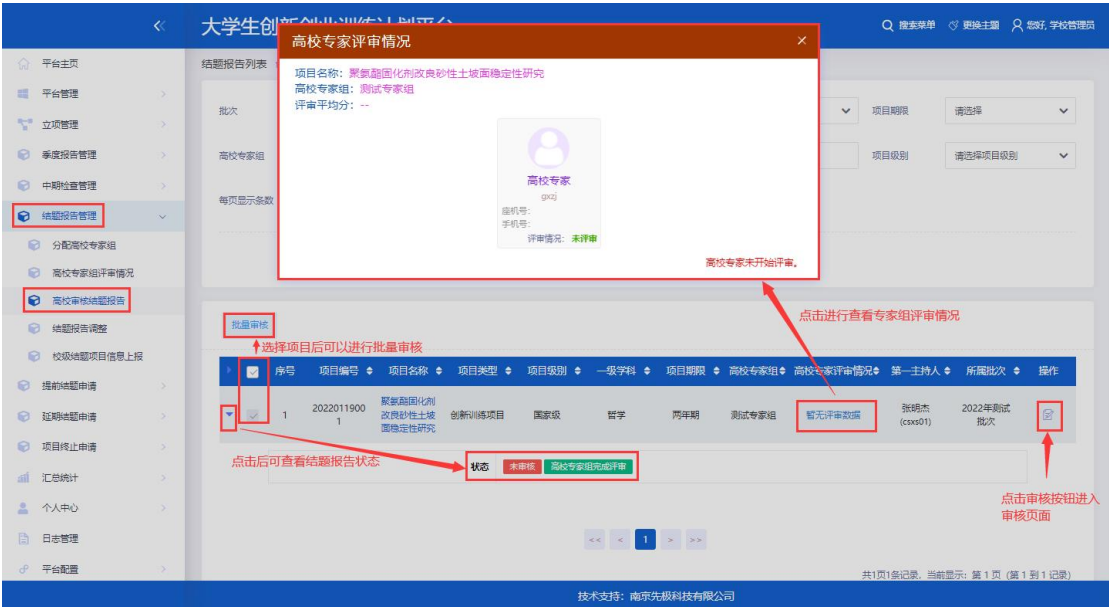 大学生创新创业训练计划平台
搜索菜单
更换主题
您好, 学校管理员
平台主页
平台管理
立项管理
季度报告管理
中期检查管理
结题报告管理
分配高校专家组
高校专家组评审情况
高校审核结题报告
结题报告调整
校级结题项目信息上报
提前结题申请
延期结题申请
项目终止申请
汇总统计
个人中心
日志管理
平台配置
结题报告列表
批次
项目期限
请选择
高校专家组
项目级别
请选择项目级别
每页显示条数
高校专家评审情况
×
项目名称: 聚氨酯固化剂改良砂性土坡面稳定性研究
高校专家组: 测试专家组
评审平均分: --
高校专家
gxzj
座机号:
手机号:
评审情况: 未评审
高校专家未开始评审。
点击进行查看专家组评审情况
批量审核
选择项目后可以进行批量审核
序号 项目编号 项目名称 项目类型 项目级别 一级学科 项目期限 高校专家组 高校专家评审情况 第一主持人 所属批次 操作
1 20220119001 聚氨酯固化剂改良砂性土坡面稳定性研究 创新训练项目 国家级 哲学 两年期 测试专家组 暂无评审数据 张明杰(csxs01) 2022年测试批次
点击后可查看结题报告状态
状态 未审核 高校专家组完成评审
点击审核按钮进入
审核页面
<< < 1 > >>
共1页1条记录, 当前显示: 第 1 页 (第 1 到 1 记录)
技术支持: 南京先极科技有限公司